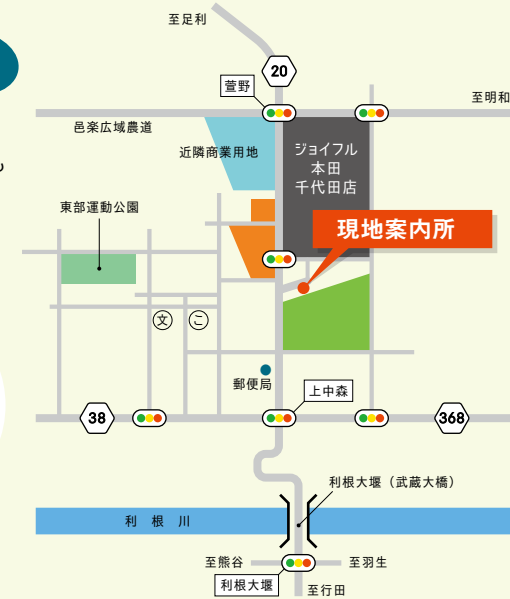 至足利
20
萱野
至明和
邑楽広域農道
近隣商業用地
ジョイフル
本田
千代田店
東部運動公園
現地案内所
文
こ
郵便局
上中森
38
368
利根大堰（武蔵大橋）
利根川
至熊谷
至羽生
利根大堰
至行田